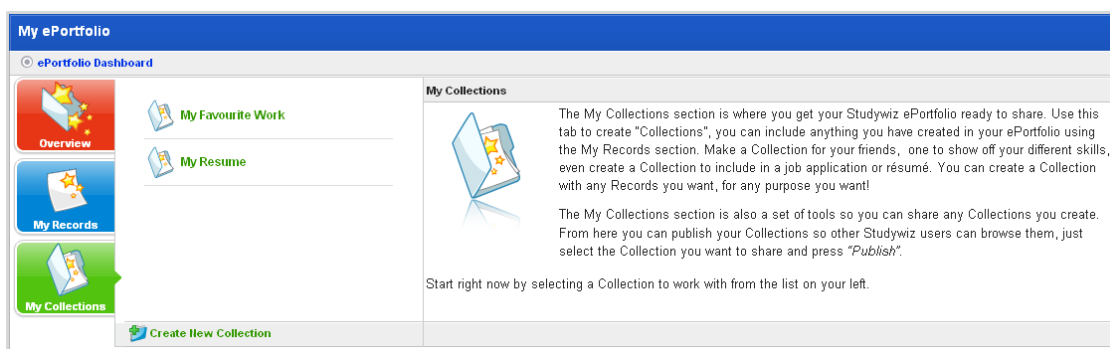 My ePortfolio
ePortfolio Dashboard
Overview
My Records
My Collections
My Favourite Work
My Resume
Create New Collection
My Collections
The My Collections section is where you get your Studywiz ePortfolio ready to share. Use this
tab to create "Collections", you can include anything you have created in your ePortfolio using
the My Records section. Make a Collection for your friends, one to show off your different skills,
even create a Collection to include in a job application or résumé. You can create a Collection
with any Records you want, for any purpose you want!
The My Collections section is also a set of tools so you can share any Collections you create.
From here you can publish your Collections so other Studywiz users can browse them, just
select the Collection you want to share and press "Publish".
Start right now by selecting a Collection to work with from the list on your left.